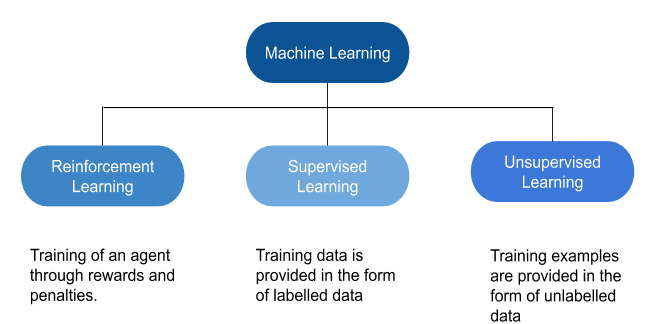 Machine Learning
Reinforcement
Learning
Supervised
Learning
Unsupervised
Learning
Training of an agent
through rewards and
penalties.
Training data is
provided in the form
of labelled data
Training examples
are provided in the
form of unlabelled
data